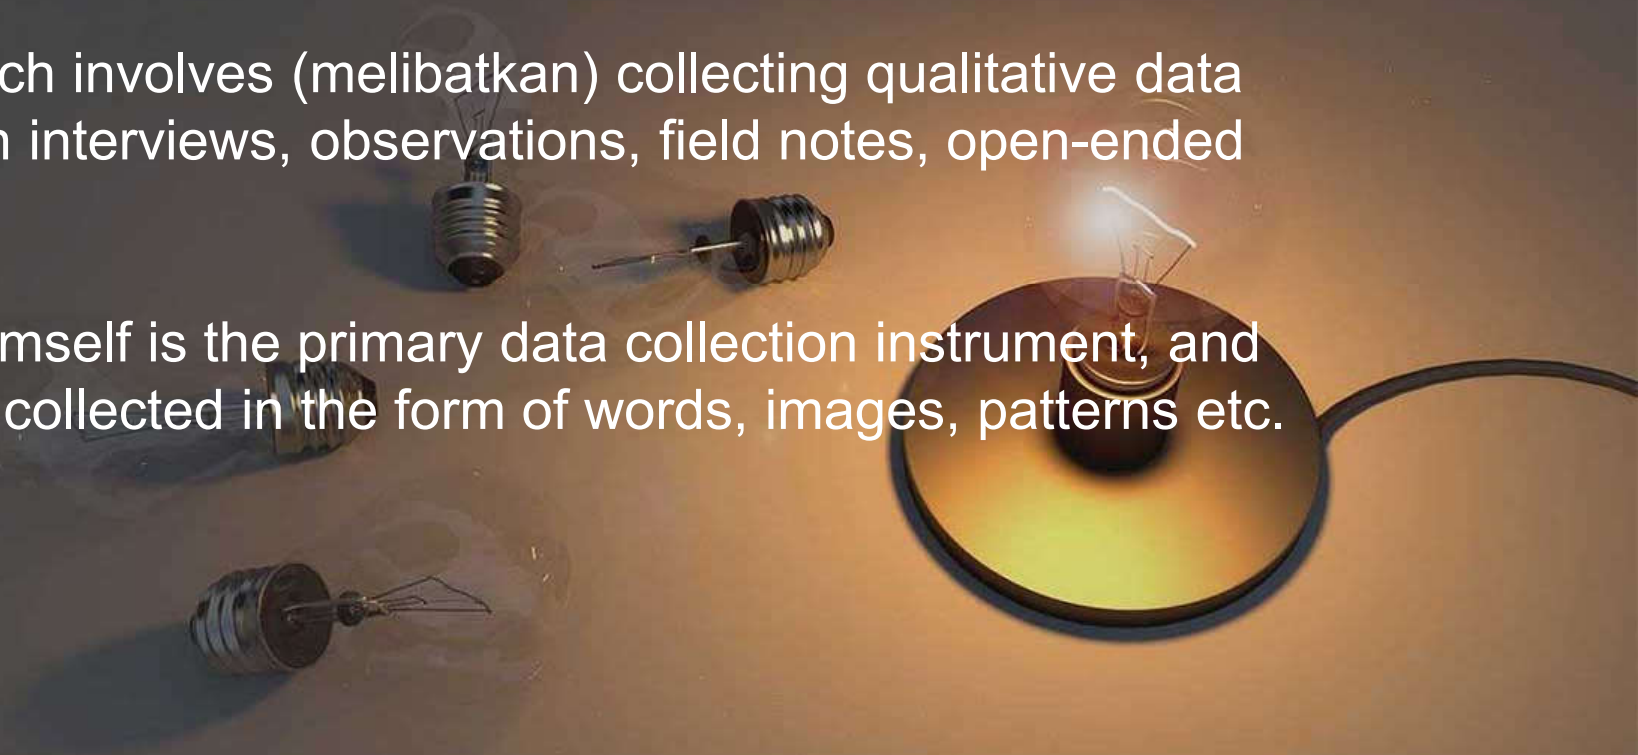 ch involves (melibatkan) collecting qualitative data
interviews, observations, field notes, open-ended
mself is the primary data collection instrument, and
collected in the form of words, images, patterns etc.